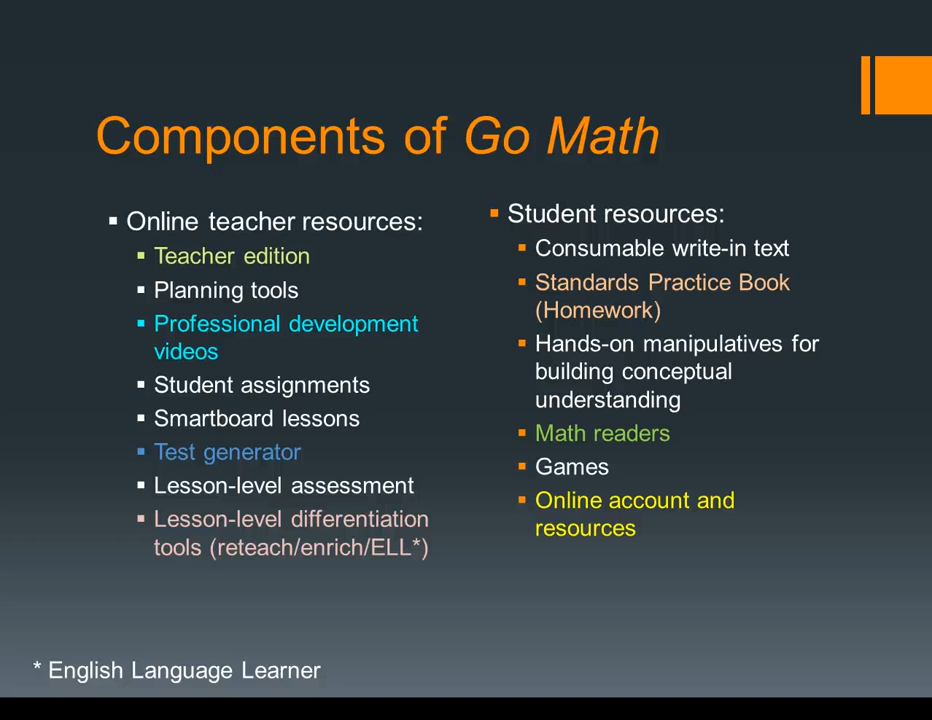 Components of Go Math
Online teacher resources:
Teacher edition
Planning tools
Professional development
videos
Student assignments
Smartboard lessons
Test generator
Lesson-level assessment
Lesson-level differentiation
tools (reteach/enrich/ELL*)
Student resources:
Consumable write-in text
Standards Practice Book
(Homework)
Hands-on manipulatives for
building conceptual
understanding
Math readers
Games
Online account and
resources
* English Language Learner